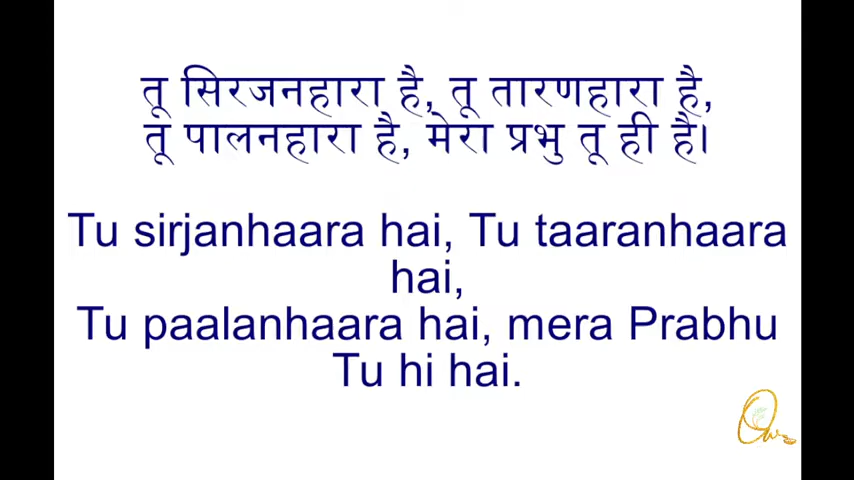 तू सिरजनहारा है, तू तारणहारा है,
तू पालनहारा है, मेरा प्रभु तू ही है।
Tu sirjanhaara hai, Tu taaranhaara
hai,
Tu paalanhaara hai, mera Prabhu
Tu hi hai.